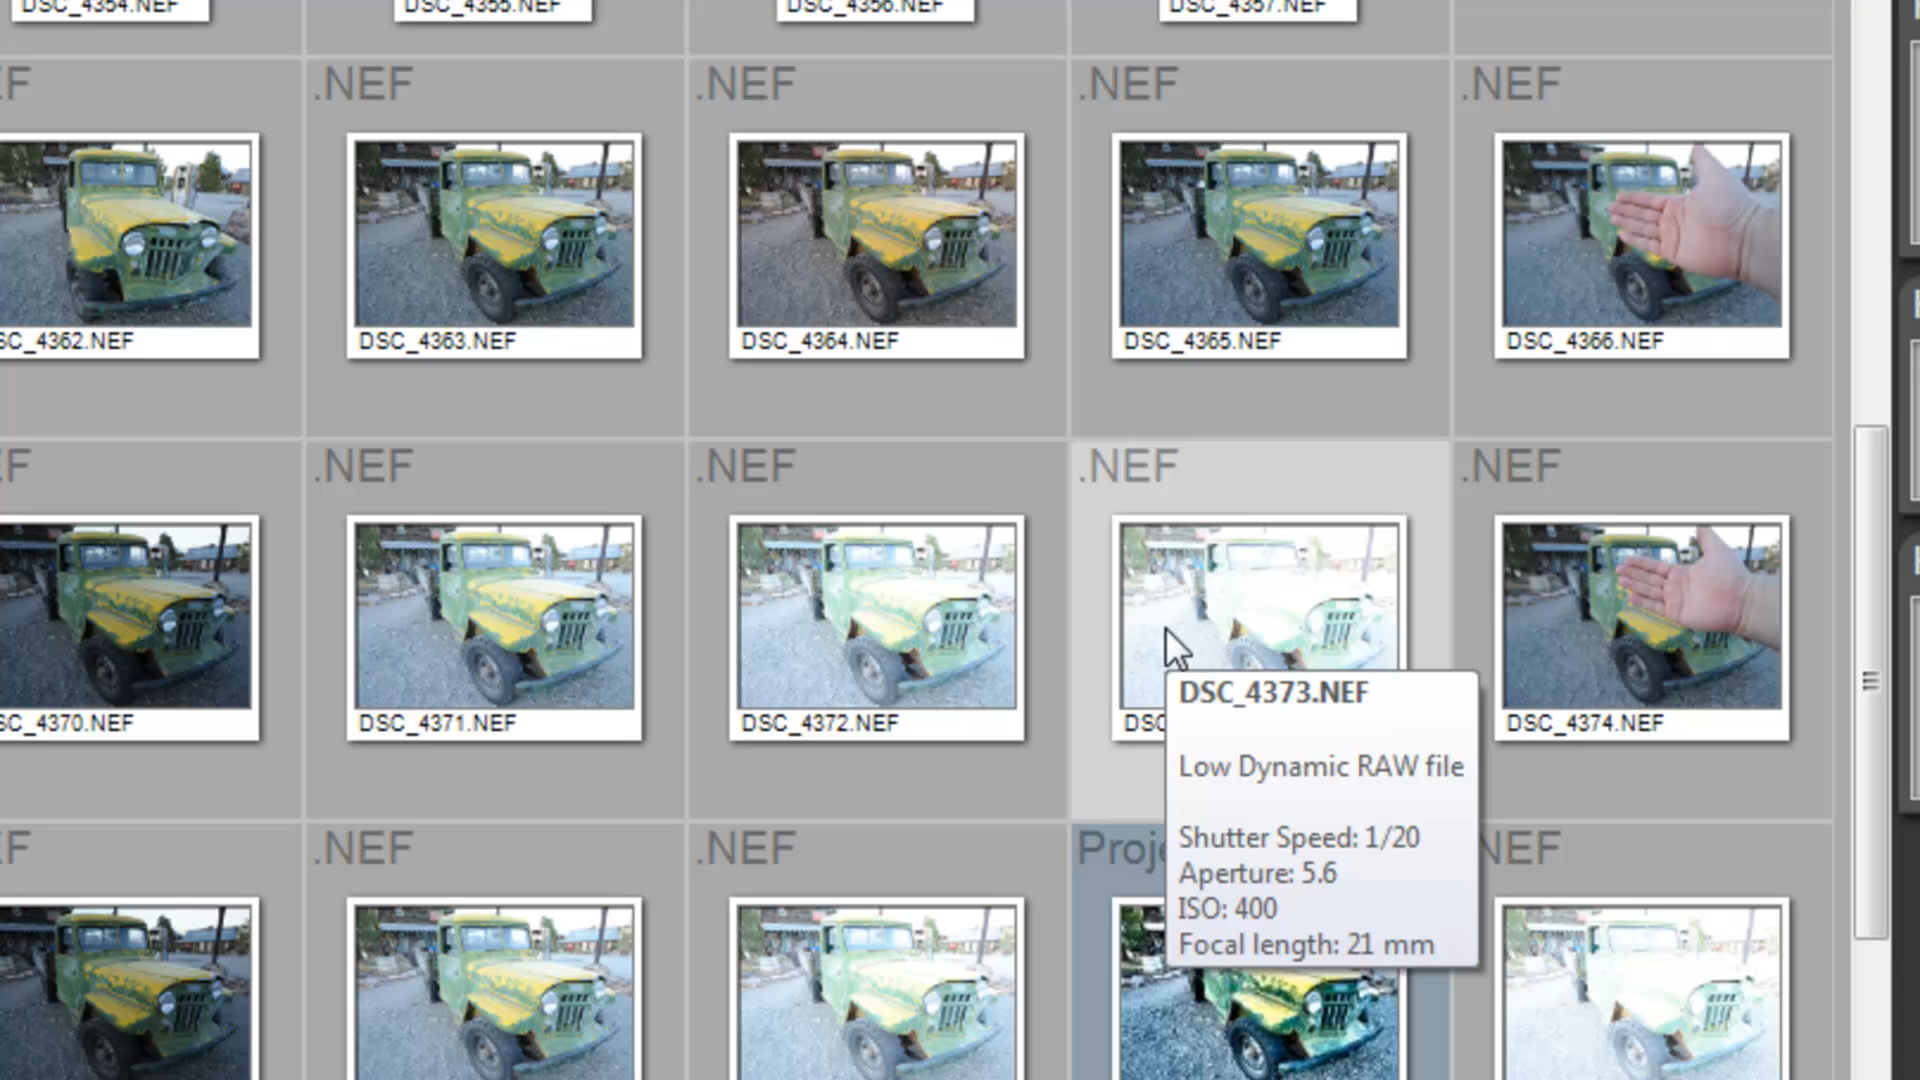 DSC_4354.NEF
DSC_4355.NEF
DSC_4356.NEF
DSC_4357.NEF
.NEF
.NEF
.NEF
.NEF
SC_4362.NEF
DSC_4363.NEF
DSC_4364.NEF
DSC_4365.NEF
DSC_4366.NEF
.NEF
.NEF
.NEF
.NEF
SC_4370.NEF
DSC_4371.NEF
DSC_4372.NEF
DSC
DSC_4374.NEF
DSC_4373.NEF
Low Dynamic RAW file
Shutter Speed: 1/20
Aperture: 5.6
ISO: 400
Focal length: 21 mm
.NEF
.NEF
Proje
NEF